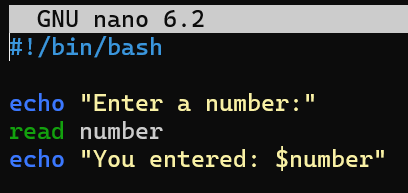 GNU nano 6.2
#!/bin/bash
echo "Enter a number:"
read number
echo "You entered: $number"